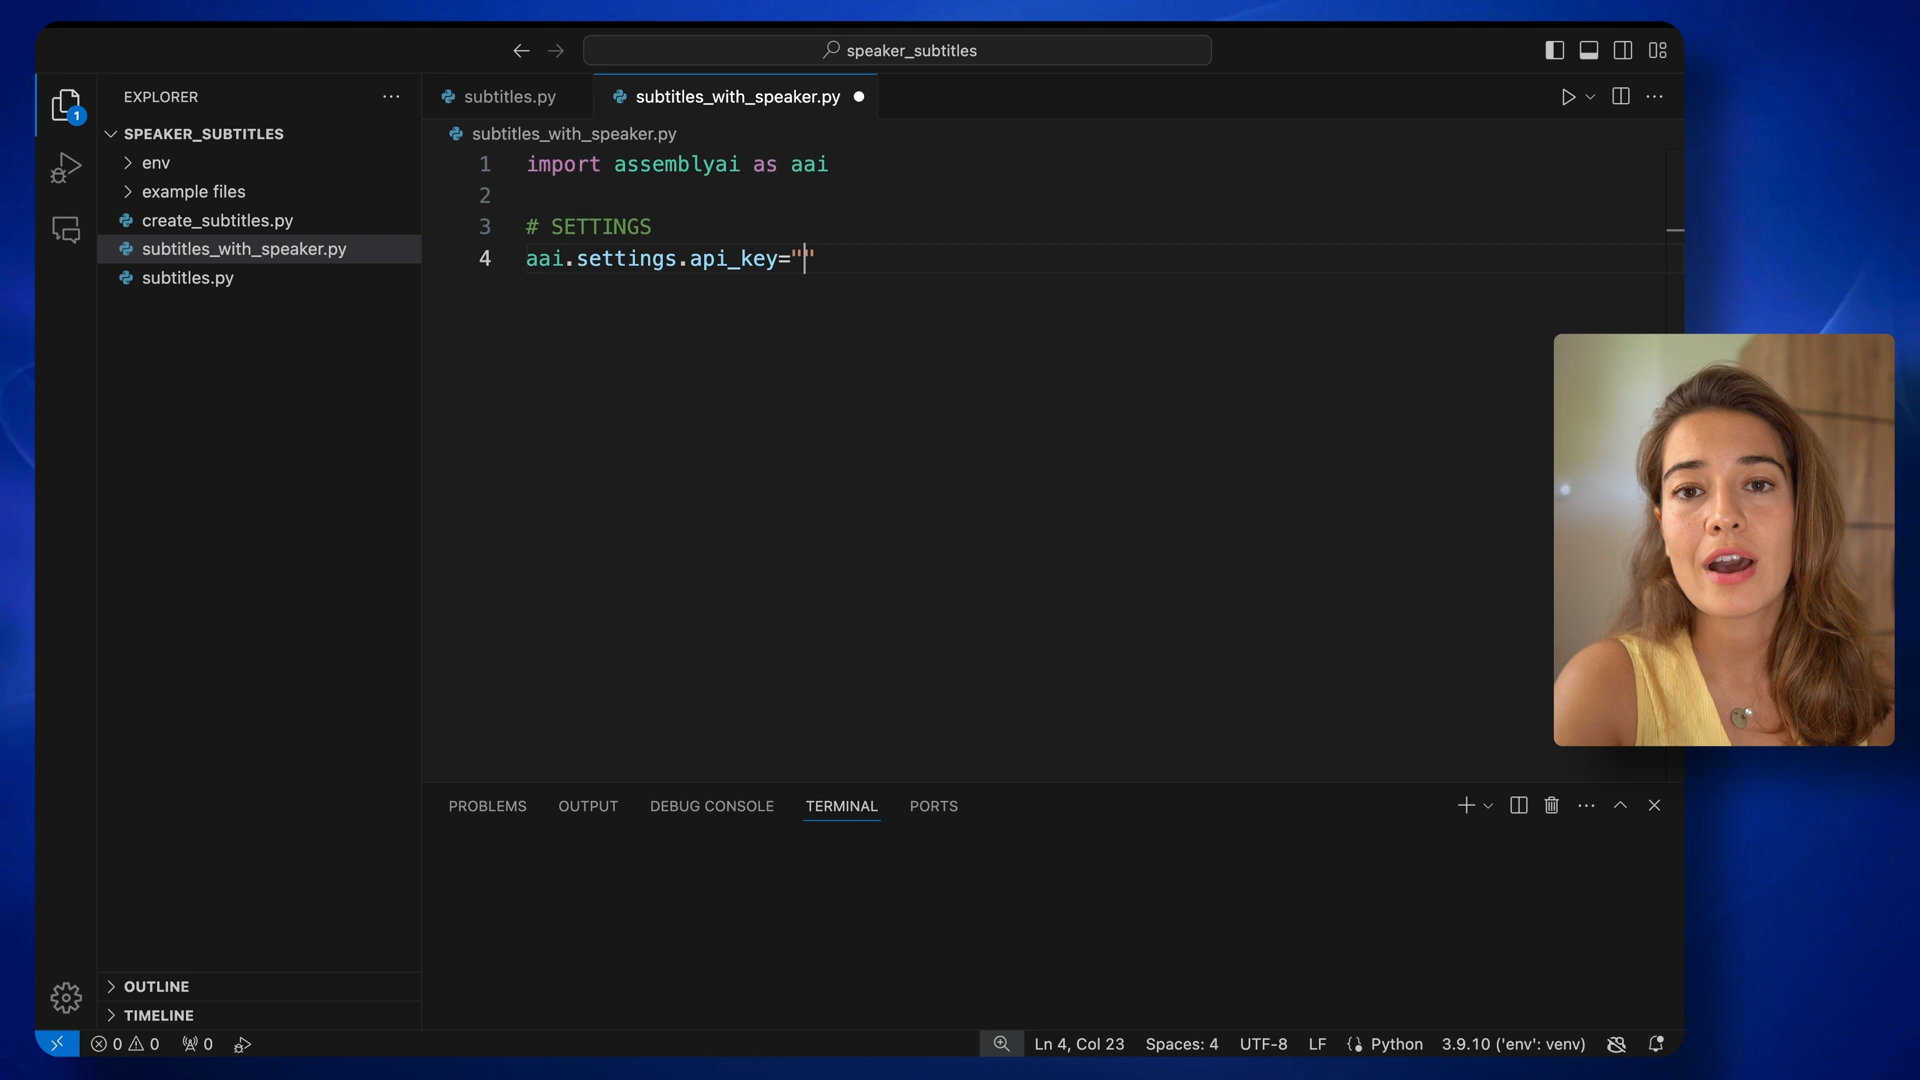 speaker_subtitles
EXPLORER
subtitles.py
subtitles_with_speaker.py
1
SPEAKER_SUBTITLES
env
example files
create_subtitles.py
subtitles_with_speaker.py
subtitles.py
subtitles_with_speaker.py
1 import assemblyai as aai
2
3 # SETTINGS
4 aai.settings.api_key=""
PROBLEMS OUTPUT DEBUG CONSOLE TERMINAL PORTS
OUTLINE
TIMELINE
0 0 0 Ln 4, Col 23 Spaces: 4 UTF-8 LF Python 3.9.10 ('env': venv)